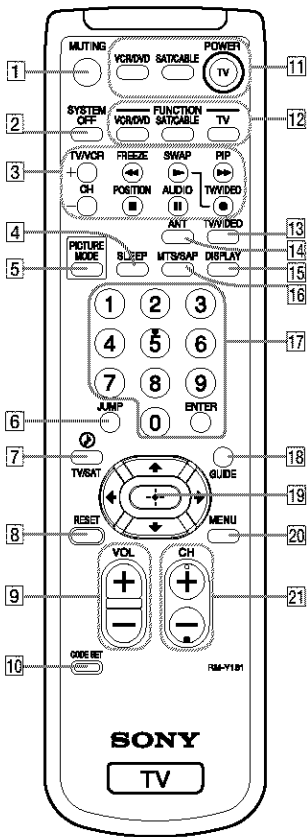 MUTING
VCR/DVD SAT/CABLE
POWER
TV
1
11
SYSTEM
OFF
FUNCTION
VCR/DVD SAT/CABLE TV
2
12
TV/VCR FREEZE SWAP PIP
+
3
CH POSITION AUDIO TV/VIDEO
-
ANT TV/VIDEO
13
4
14
PICTURE
MODE
SLEEP MTS/SAP DISPLAY
5
15
16
1 2 3
4 5 6
17
7 8 9
JUMP
0
ENTER
6
7
TV/SAT
GUIDE
18
19
RESET
MENU
8
20
VOL CH
+ +
9
21
- -
CODE SET
10
RM-Y181
SONY
TV